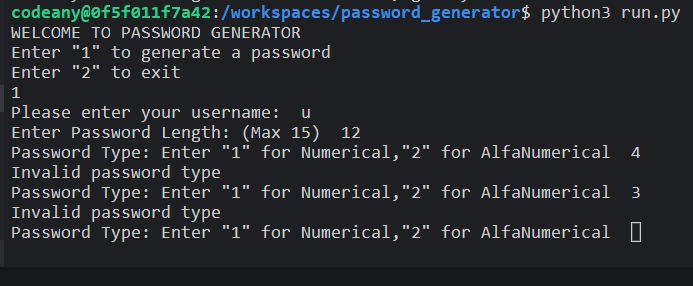 codeany@0f5f011f7a42:/workspaces/password_generator$ python3 run.py
WELCOME TO PASSWORD GENERATOR
Enter "1" to generate a password
Enter "2" to exit
1
Please enter your username:  u
Enter Password Length: (Max 15)  12
Password Type: Enter "1" for Numerical,"2" for AlfaNumerical  4
Invalid password type
Password Type: Enter "1" for Numerical,"2" for AlfaNumerical  3
Invalid password type
Password Type: Enter "1" for Numerical,"2" for AlfaNumerical